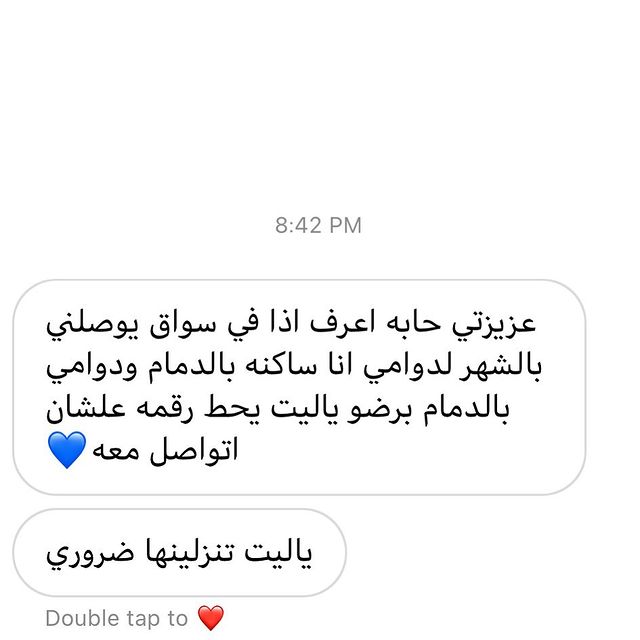 8:42 PM
عزيزتي حابه اعرف اذا في سواق يوصلني
بالشهر لدوامي انا ساكنه بالدمام ودوامي
بالدمام برضو ياليت يحط رقمه علشان
اتواصل معه 💙
ياليت تنزلينها ضروري
Double tap to ❤️